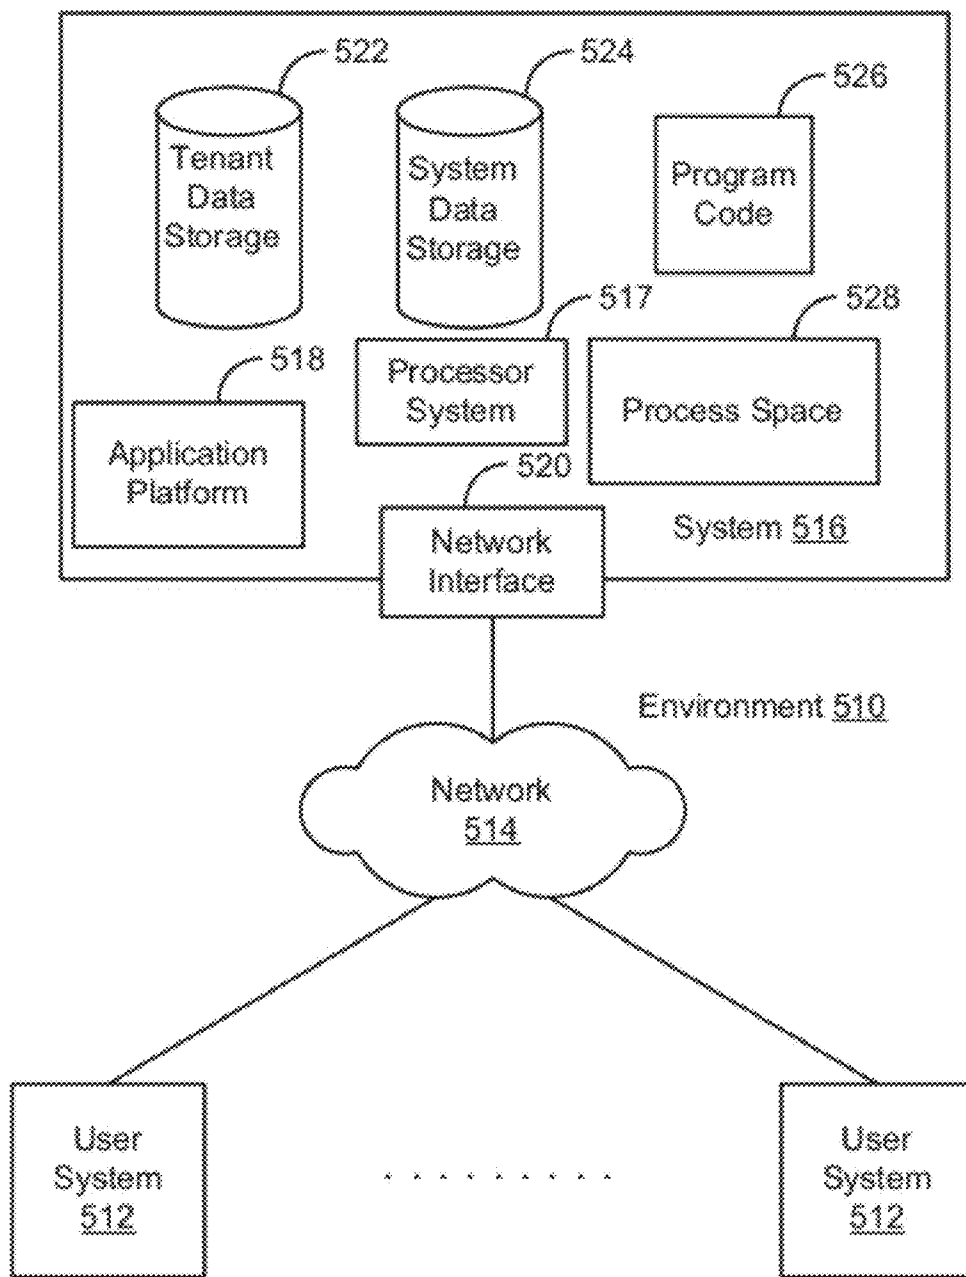 522
524
526
Tenant
Data
Storage
System
Data
Storage
Program
Code
517
528
518
Processor
System
Process Space
Application
Platform
520
Network
Interface
System 516
Environment 510
Network
514
User
System
512
User
System
512